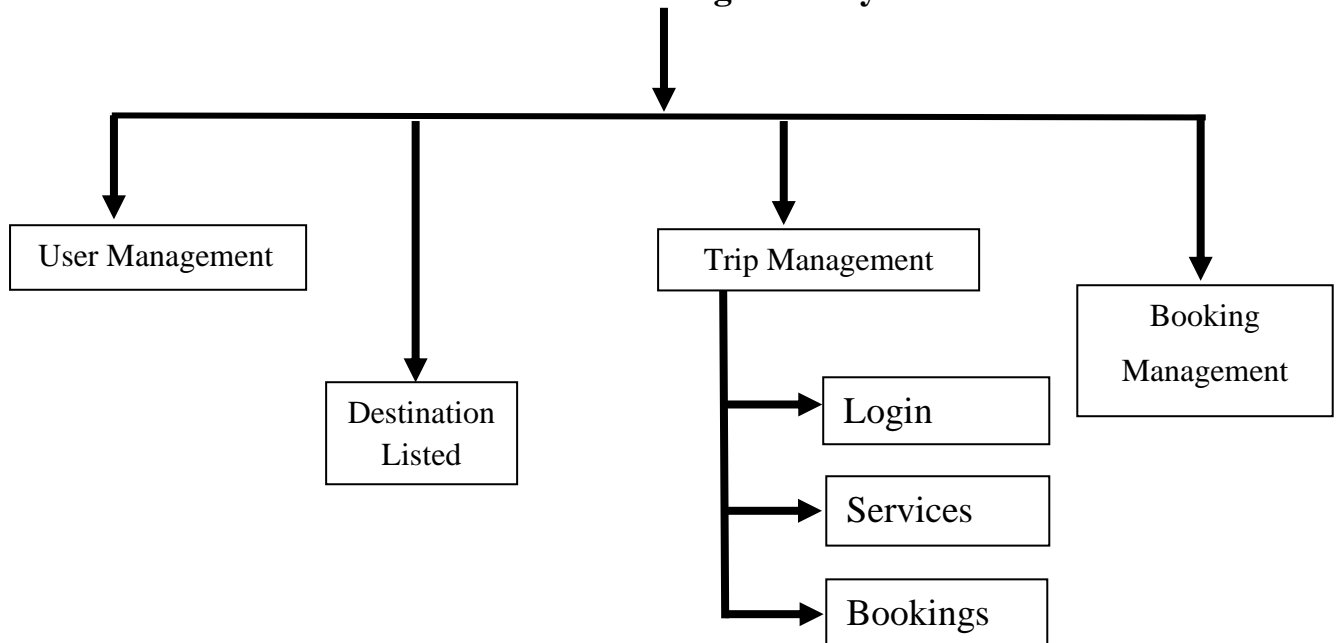 User Management
Trip Management
Booking
Management
Destination
Listed
Login
Services
Bookings